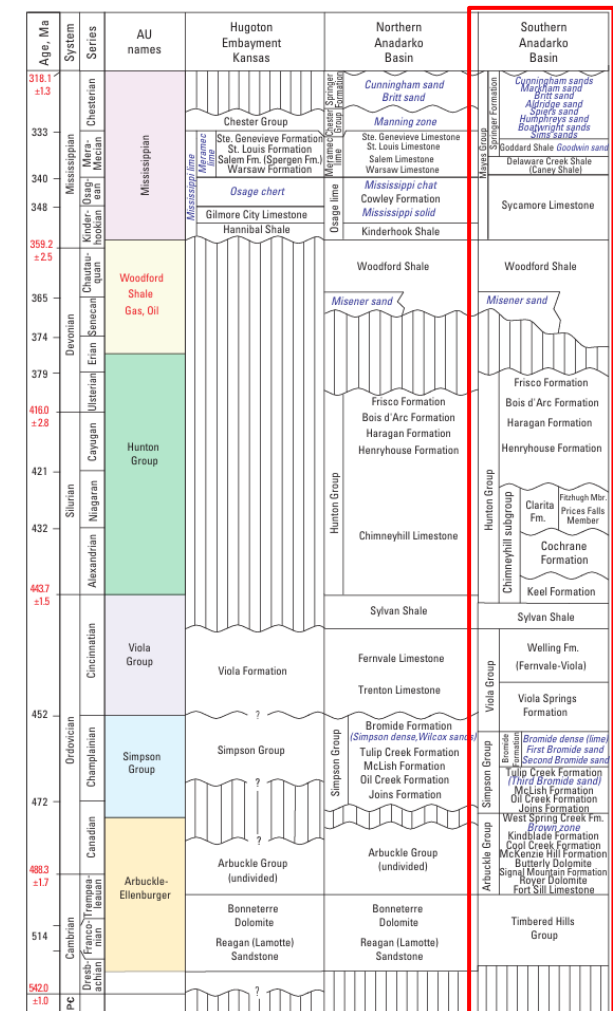 Age, Ma
System
Series
AU
names
Hugoton
Embayment
Kansas
Northern
Anadarko
Basin
Southern
Anadarko
Basin
318.1
±1.3
333
340
348
359.2
± 2.5
365
374
379
416.0
± 2.8
421
432
443.7
± 1.5
452
472
488.3
±1.7
514
542.0
±1.0
Mississippian
Devonian
Silurian
Ordovician
Cambrian
PC
Chesterian
Mera-
Mecian
Osag-
ean
Kinder-
hookian
Chautau-
quan
Senecan
Erian
Ulsterian
Cayugan
Niagaran
Alexandrian
Cincinnatian
Champlainian
Canadian
Trempea-
leauan
Franco-
nian
Dresb-
achian
Mississippian
Woodford
Shale
Gas, Oil
Hunton
Group
Viola
Group
Simpson
Group
Arbuckle-
Ellenburger
Chester Group
Mississippi lime
Meramec
lime
Ste. Genevieve Formation
St. Louis Formation
Salem Fm. (Spergen Fm.)
Warsaw Formation
Osage chert
Gilmore City Limestone
Hannibal Shale
Viola Formation
?
Simpson Group
?
?
Arbuckle Group
(undivided)
Bonneterre
Dolomite
Reagan (Lamotte)
Sandstone
?
Springer
Formation
Cunningham sand
Britt sand
Chester
Group
Manning zone
Meramec
lime
Ste. Genevieve Limestone
St. Louis Limestone
Salem Limestone
Warsaw Limestone
Osage lime
Mississippi chat
Cowley Formation
Mississippi solid
Kinderhook Shale
Woodford Shale
Misener sand
Hunton Group
Frisco Formation
Bois d'Arc Formation
Haragan Formation
Henryhouse Formation
Chimneyhill Limestone
Sylvan Shale
Fernvale Limestone
Trenton Limestone
Simpson Group
Bromide Formation
(Simpson dense,Wilcox sands)
Tulip Creek Formation
McLish Formation
Oil Creek Formation
Joins Formation
Arbuckle Group
(undivided)
Bonneterre
Dolomite
Reagan (Lamotte)
Sandstone
Mayes Group
Springer Formation
Cunningham sands
Markham sand
Britt sand
Aldridge sand
Spiers sand
Humphreys sand
Boatwright sands
Sims sands
Goddard Shale Goodwin sand
Delaware Creek Shale
(Caney Shale)
Sycamore Limestone
Woodford Shale
Misener sand
Hunton Group
Frisco Formation
Bois d'Arc Formation
Haragan Formation
Henryhouse Formation
Chimneyhill subgroup
Clarita
Fm.
Fitzhugh Mbr.
Prices Falls
Member
Cochrane
Formation
Keel Formation
Sylvan Shale
Viola Group
Welling Fm.
(Fernvale-Viola)
Viola Springs
Formation
Simpson Group
Bromide
Formation
Bromide dense (lime)
First Bromide sand
Second Bromide sand
Tulip Creek Formation
(Third Bromide sand)
McLish Formation
Oil Creek Formation
Joins Formation
Arbuckle Group
West Spring Creek Fm.
Brown zone
Kindblade Formation
Cool Creek Formation
McKenzie Hill Formation
Butterly Dolomite
Signal Mountain Formation
Royer Dolomite
Fort Sill Limestone
Timbered Hills
Group